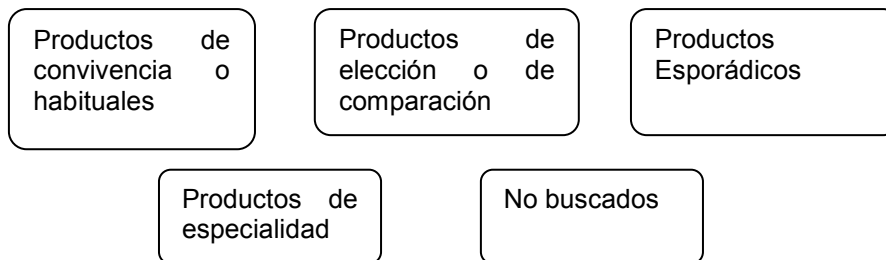 Productos de
convivencia o
habituales
Productos de
elección o de
comparación
Productos
Esporádicos
Productos de
especialidad
No buscados